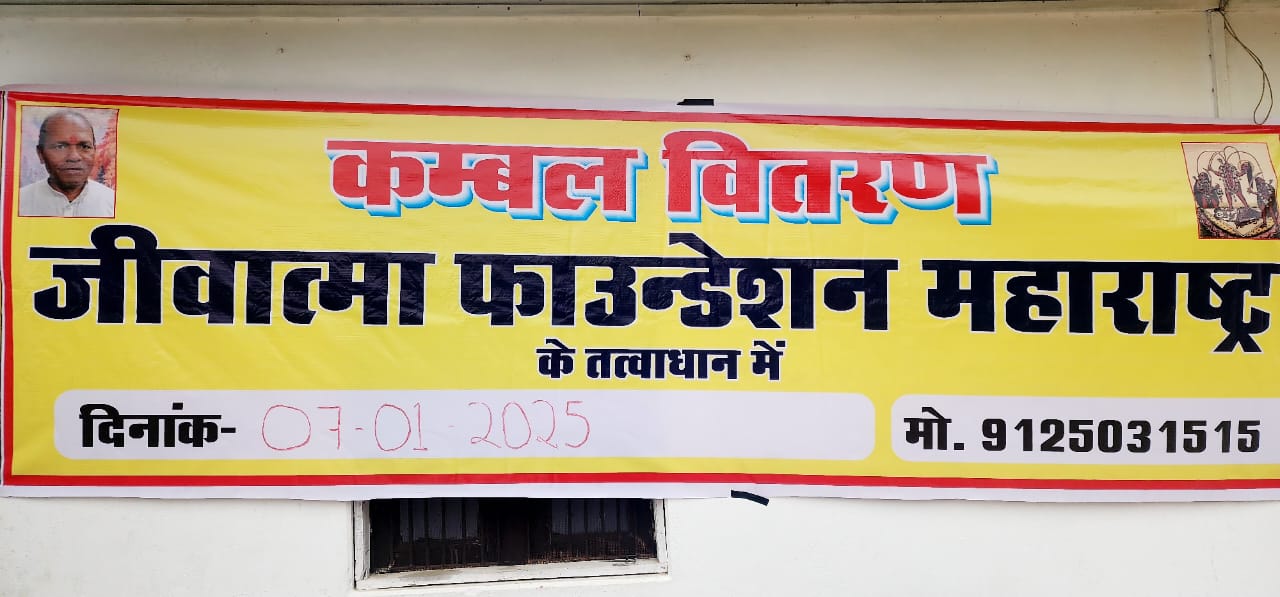 कम्बल वितरण
जीवात्मा फाउन्डेशन महाराष्ट्र
के तत्वाधान में
दिनांक- 07-01-2025
मो. 9125031515